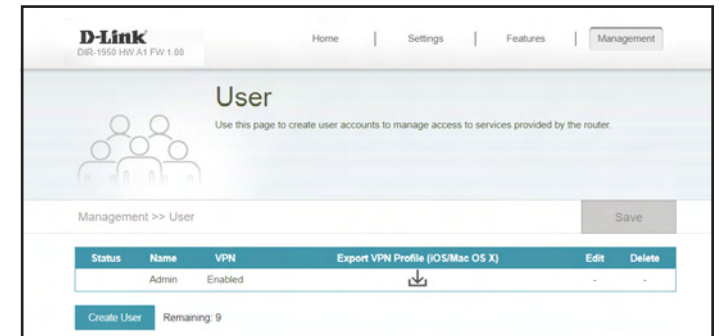 D-Link
DIR-1950 HW A1 FW:1.00
Home | Settings | Features | Management
User
Use this page to create user accounts to manage access to services provided by the router.
Management >> User
Save
Status Name VPN Export VPN Profile (iOS/Mac OS X) Edit Delete
Admin Enabled - -
Create User Remaining: 9